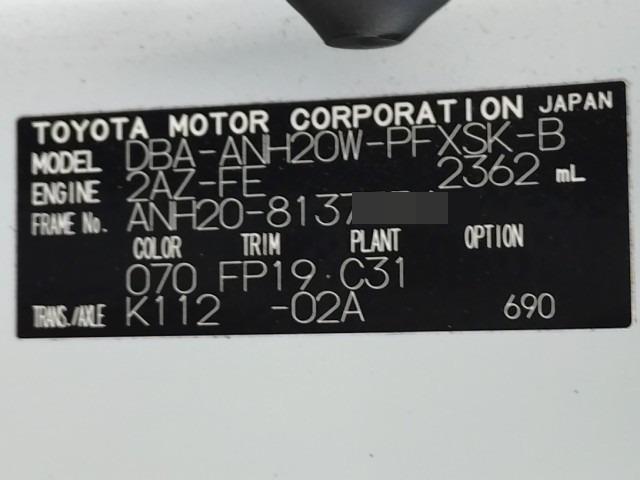 TOYOTA MOTOR CORPORATION JAPAN
MODEL DBA-ANH20W-PFXSK-B
ENGINE 2AZ-FE 2362 mL
FRAME No. ANH20-8137
COLOR TRIM PLANT OPTION
070 FP19 C31
TRANS./AXLE K112 -02A 690